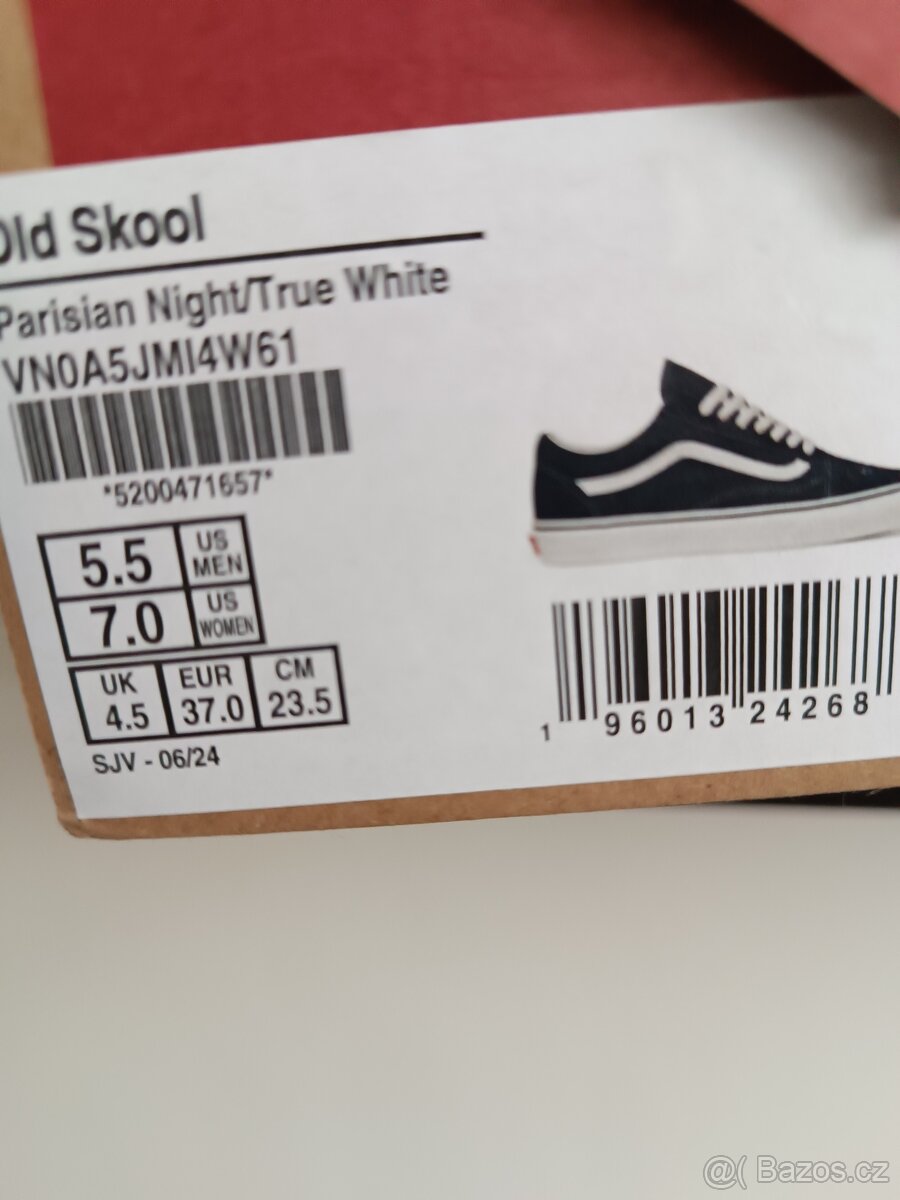 Old Skool
Parisian Night/True White
VN0A5JMI4W61
*5200471657*
5.5 US MEN
7.0 US WOMEN
UK EUR CM
4.5 37.0 23.5
SJV - 06/24
1 96013 24268
@( Bazos.cz